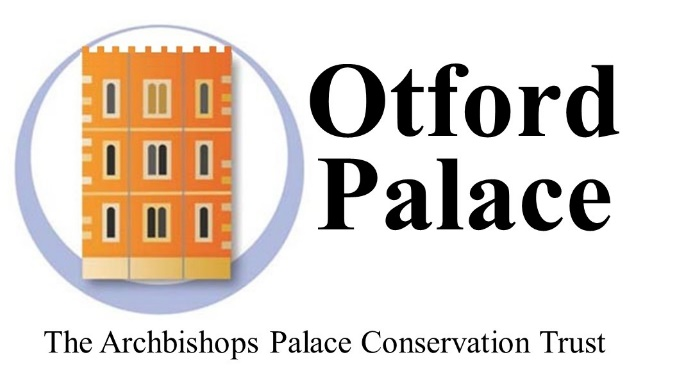 Otford
Palace
The Archbishops Palace Conservation Trust